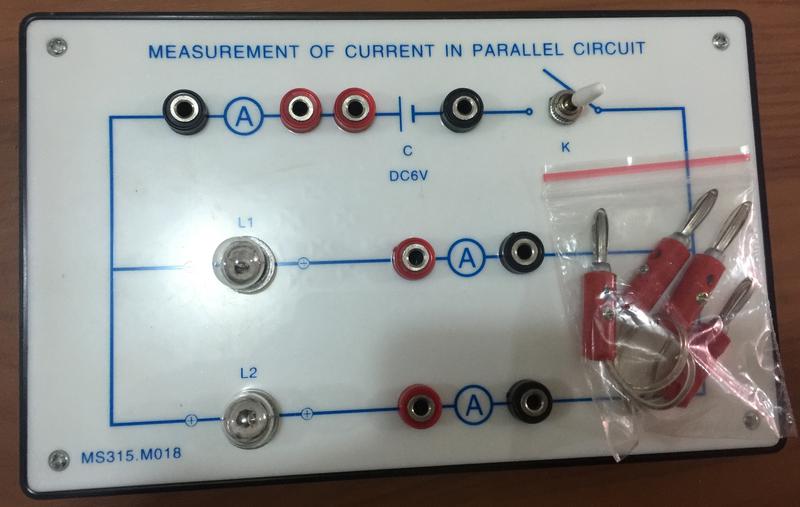 MEASUREMENT OF CURRENT IN PARALLEL CIRCUIT
A
C
K
DC6V
L1
A
L2
A
MS315.M018